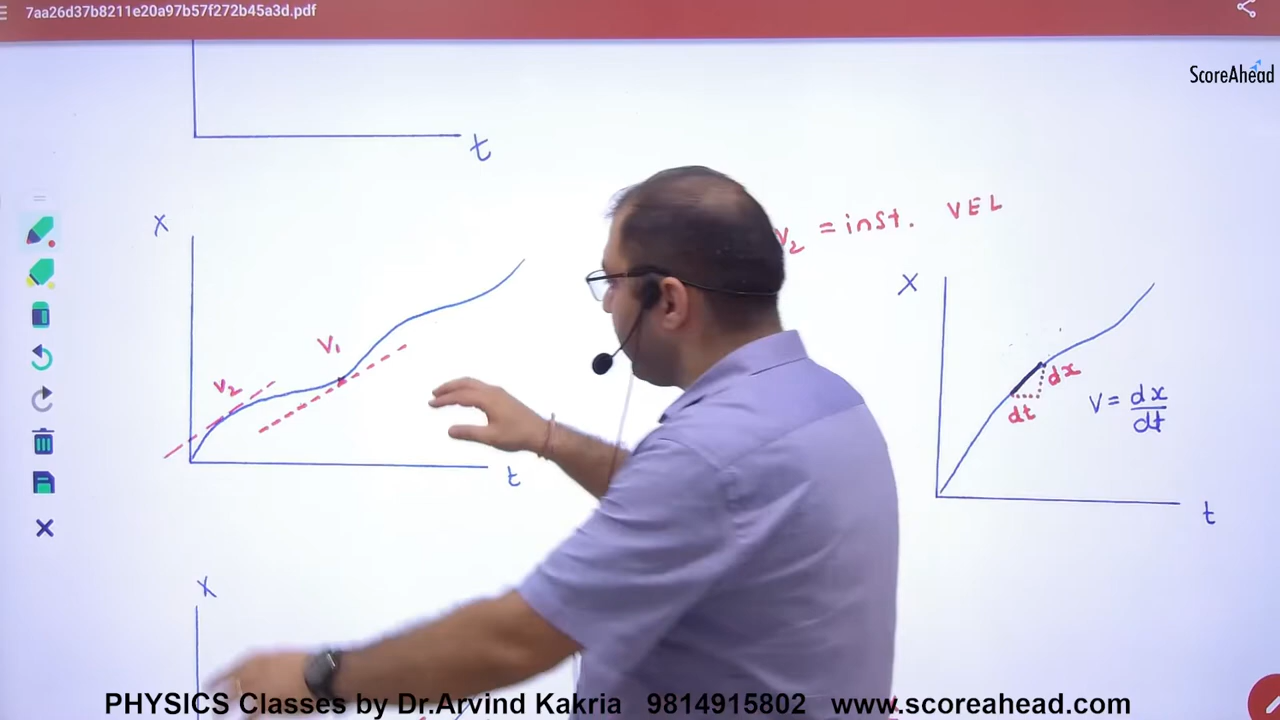 7aa26d37b8211e20a97b57f272b45a3d.pdf
ScoreAhead
t
X
V₂ = inst. VEL
X
V₁
V₂
dx
dt
V = dx/dt
t
t
X
PHYSICS Classes by Dr.Arvind Kakria 9814915802 www.scoreahead.com